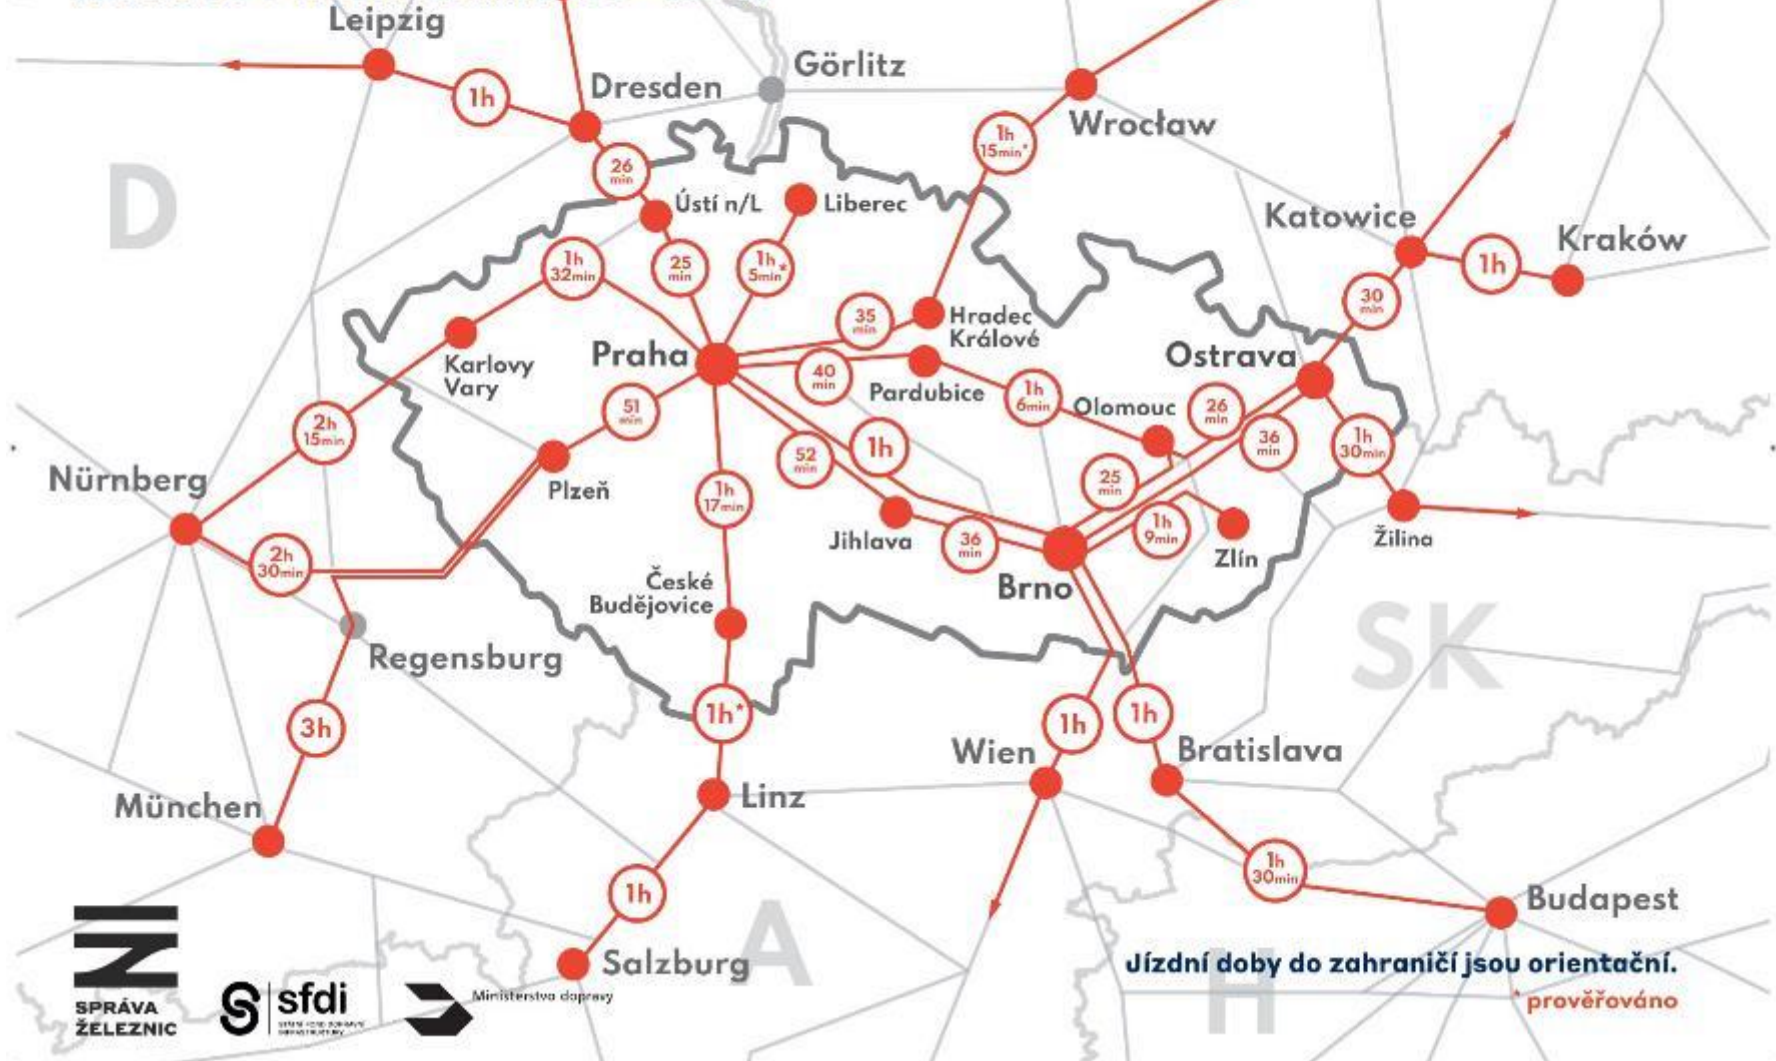 Leipzig
Görlitz
Dresden
1h
Wrocław
1h
15min*
26
min
D
Ústí n/L
Liberec
Katowice
Kraków
1h
32min
25
min
1h
5min*
1h
30
min
35
min
Hradec
Králové
Praha
Ostrava
Karlovy
Vary
40
min
Pardubice
1h
6min
Olomouc
51
min
26
min
2h
15min
52
min
1h
36
min
1h
30min
Nürnberg
Plzeň
1h
17min
25
min
Jihlava
36
min
1h
9min
Zlín
Žilina
2h
30min
České
Budějovice
Brno
Regensburg
SK
3h
1h*
1h
1h
Wien
Bratislava
München
Linz
1h
30min
1h
Budapest
A
H
Salzburg
Jízdní doby do zahraničí jsou orientační.
* prověřováno
SPRÁVA
ŽELEZNIC
sfdi
STÁTNÍ FOND DOPRAVNÍ
INFRASTRUKTURY
Ministerstvo dopravy